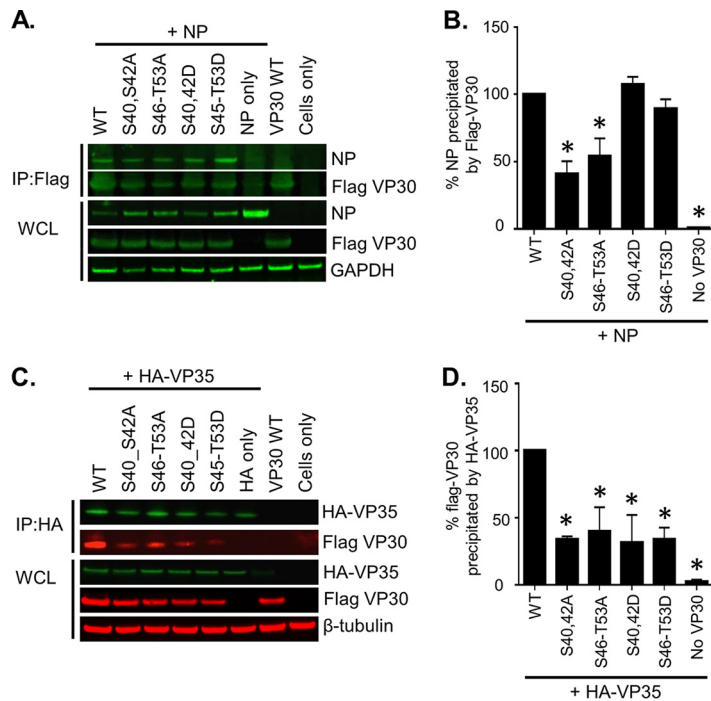 A.
+ NP
WT
S40,S42A
S46-T53A
S40,42D
S45-T53D
NP only
VP30 WT
Cells only
IP:Flag
NP
Flag VP30
WCL
NP
Flag VP30
GAPDH
B.
% NP precipitated
by Flag-VP30
150
100
50
0
*
*
*
WT
S40,42A
S46-T53A
S40,42D
S46-T53D
No VP30
+ NP
C.
+ HA-VP35
WT
S40_S42A
S46-T53A
S40_42D
S45-T53D
HA only
VP30 WT
Cells only
IP:HA
HA-VP35
Flag VP30
WCL
HA-VP35
Flag VP30
β-tubulin
D.
% flag-VP30
precipitated by HA-VP35
150
100
50
0
*
*
*
*
*
WT
S40,42A
S46-T53A
S40,42D
S46-T53D
No VP30
+ HA-VP35